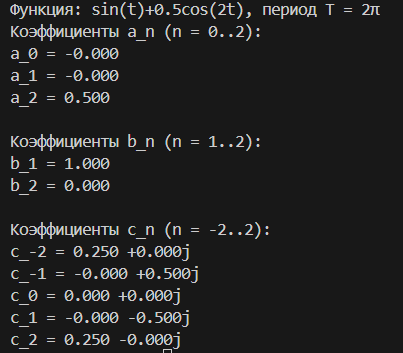 Функция: sin(t)+0.5cos(2t), период T = 2π
Коэффициенты a_n (n = 0..2):
a_0 = -0.000
a_1 = -0.000
a_2 = 0.500
Коэффициенты b_n (n = 1..2):
b_1 = 1.000
b_2 = 0.000
Коэффициенты c_n (n = -2..2):
c_-2 = 0.250 +0.000j
c_-1 = -0.000 +0.500j
c_0 = 0.000 +0.000j
c_1 = -0.000 -0.500j
c_2 = 0.250 -0.000j